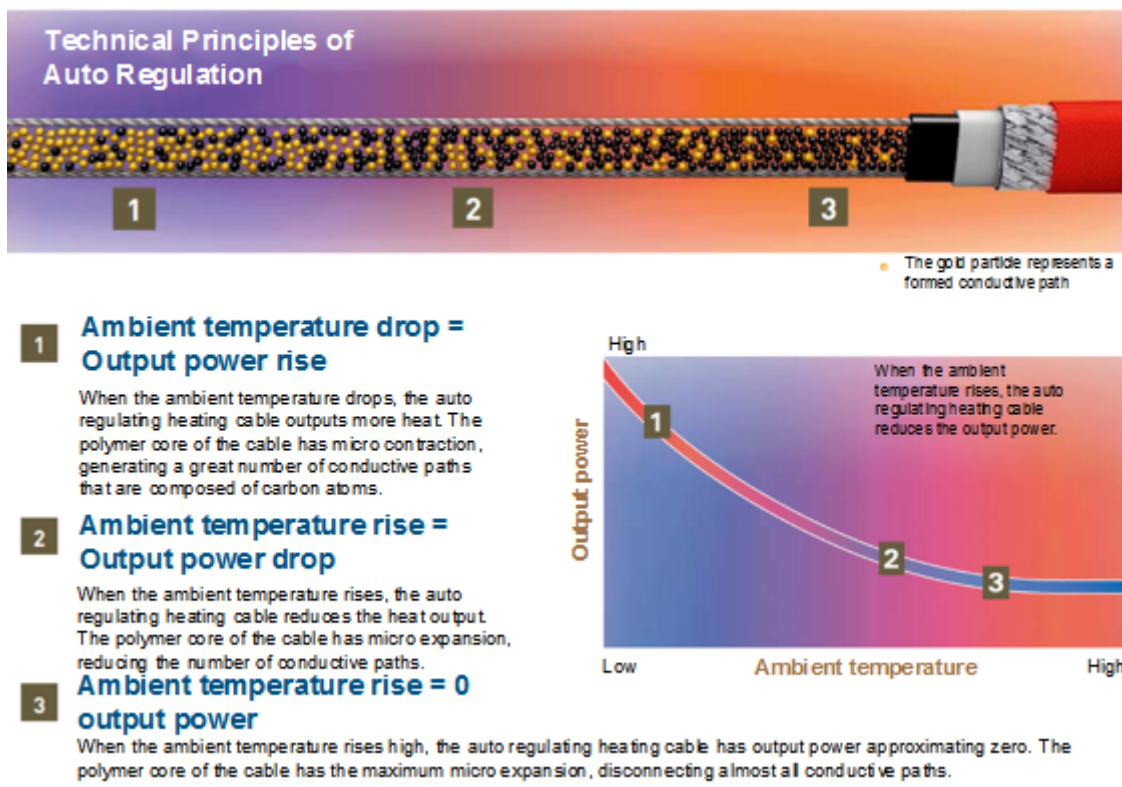 Technical Principles of
Auto Regulation
1
2
3
The gold particle represents a
formed conductive path
1
Ambient temperature drop =
Output power rise
When the ambient temperature drops, the auto
regulating heating cable outputs more heat. The
polymer core of the cable has micro contraction,
generating a great number of conductive paths
that are composed of carbon atoms.
2
Ambient temperature rise =
Output power drop
When the ambient temperature rises, the auto
regulating heating cable reduces the heat output.
The polymer core of the cable has micro expansion,
reducing the number of conductive paths.
3
Ambient temperature rise = 0
output power
When the ambient temperature rises high, the auto regulating heating cable has output power approximating zero. The
polymer core of the cable has the maximum micro expansion, disconnecting almost all conductive paths.
High
When the ambient
temperature rises, the auto
regulating heating cable
reduces the output power.
Output power
1
2
3
Low
Ambient temperature
High